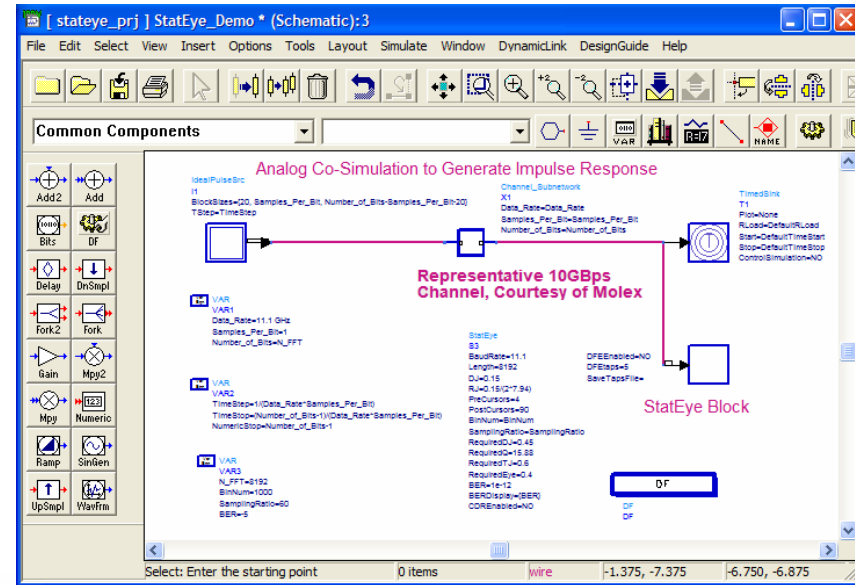 [ stateye_prj ] StatEye_Demo * (Schematic):3
File Edit Select View Insert Options Tools Layout Simulate Window DynamicLink DesignGuide Help
+2 -2
Common Components
VAR
NAME
Add2 Add
Bits DF
Delay DnSmpl
Fork2 Fork
Gain Mpy2
123
Mpy Numeric
Ramp SinGen
UpSmpl WavFrm
Analog Co-Simulation to Generate Impulse Response
IdealPulseSrc
I1
BlockSizes={20, Samples_Per_Bit, Number_of_Bits-Samples_Per_Bit-20}
TStep=TimeStep
Channel_Subnetwork
X1
Data_Rate=Data_Rate
Samples_Per_Bit=Samples_Per_Bit
Number_of_Bits=Number_of_Bits
TimedSink
T1
Plot=None
RLoad=DefaultRLoad
Start=DefaultTimeStart
Stop=DefaultTimeStop
ControlSimulation=NO
Representative 10GBps
Channel, Courtesy of Molex
VAR
VAR1
Data_Rate=11.1 GHz
Samples_Per_Bit=1
Number_of_Bits=N_FFT
VAR
VAR2
TimeStep=1/(Data_Rate*Samples_Per_Bit)
TimeStop=(Number_of_Bits-1)/(Data_Rate*Samples_Per_Bit)
NumericStop=Number_of_Bits-1
VAR
VAR3
N_FFT=8192
BinNum=1000
SamplingRatio=60
BER=-5
StatEye
S3
BaudRate=11.1
Length=8192
DJ=0.15
RJ=0.15/(2*7.94)
PreCursors=4
PostCursors=90
BinNum=BinNum
SamplingRatio=SamplingRatio
RequiredDJ=0.45
RequiredQ=15.88
RequiredTJ=0.6
RequiredEye=0.4
BER=1e-12
BERDisplay={BER}
CDREnabled=NO
DFEEnabled=NO
DFEtaps=5
SaveTapsFile=
StatEye Block
DF
DF
DF
Select: Enter the starting point 0 items wire -1.375, -7.375 -6.750, -6.875